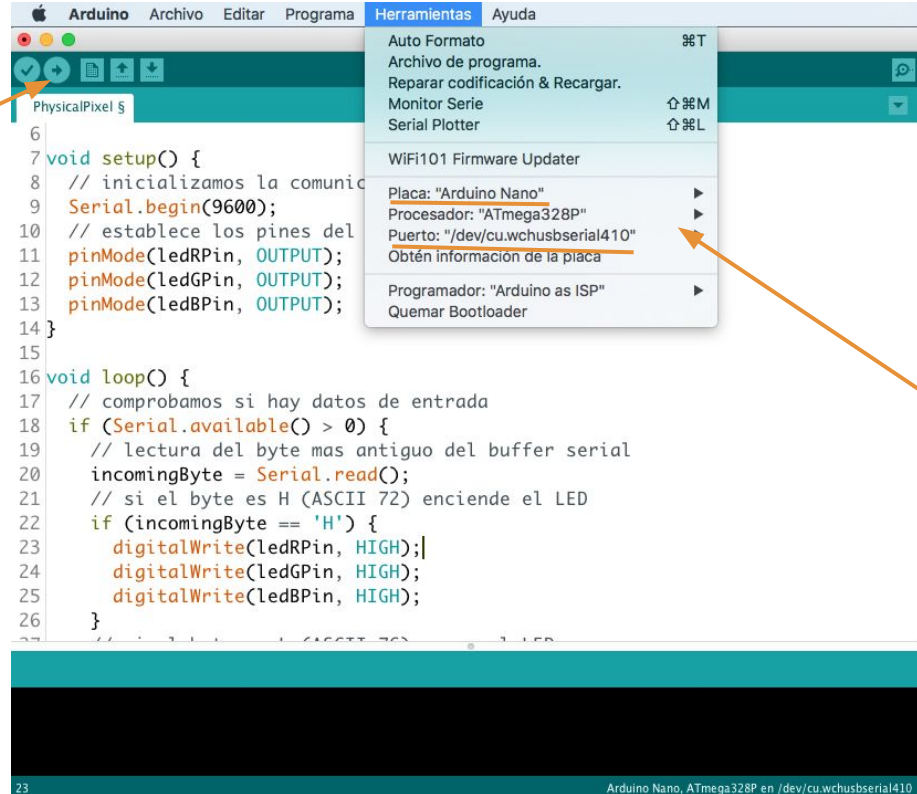 Arduino Archivo Editar Programa Herramientas Ayuda
Auto Formato ⌘T
Archivo de programa.
Reparar codificación & Recargar.
Monitor Serie ⇧⌘M
Serial Plotter ⇧⌘L
WiFi101 Firmware Updater
Placa: "Arduino Nano"
Procesador: "ATmega328P"
Puerto: "/dev/cu.wchusbserial410"
Obtén información de la placa
Programador: "Arduino as ISP"
Quemar Bootloader
PhysicalPixel §
6
7 void setup() {
8 // inicializamos la comunic
9 Serial.begin(9600);
10 // establece los pines del
11 pinMode(ledRPin, OUTPUT);
12 pinMode(ledGPin, OUTPUT);
13 pinMode(ledBPin, OUTPUT);
14 }
15
16 void loop() {
17 // comprobamos si hay datos de entrada
18 if (Serial.available() > 0) {
19 // lectura del byte mas antiguo del buffer serial
20 incomingByte = Serial.read();
21 // si el byte es H (ASCII 72) enciende el LED
22 if (incomingByte == 'H') {
23 digitalWrite(ledRPin, HIGH);
24 digitalWrite(ledGPin, HIGH);
25 digitalWrite(ledBPin, HIGH);
26 }
23 Arduino Nano, ATmega328P en /dev/cu.wchusbserial410